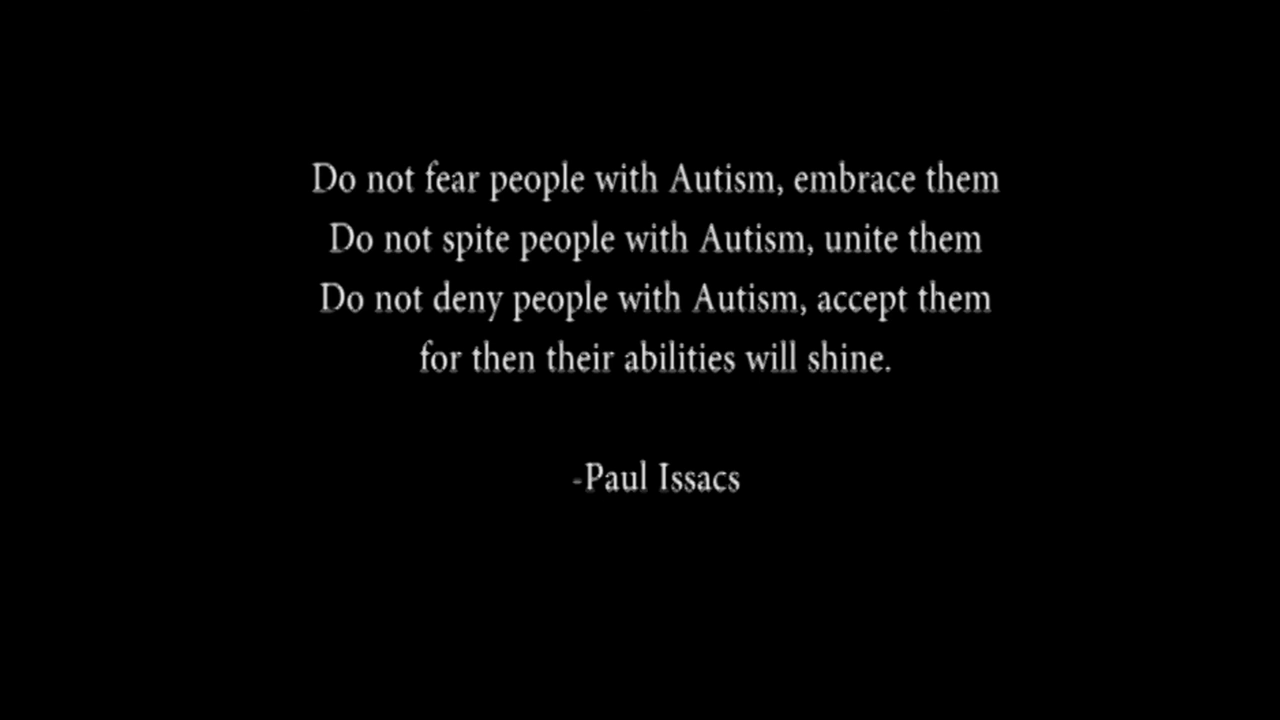 Do not fear people with Autism, embrace them
Do not spite people with Autism, unite them
Do not deny people with Autism, accept them
for then their abilities will shine.
-Paul Issacs